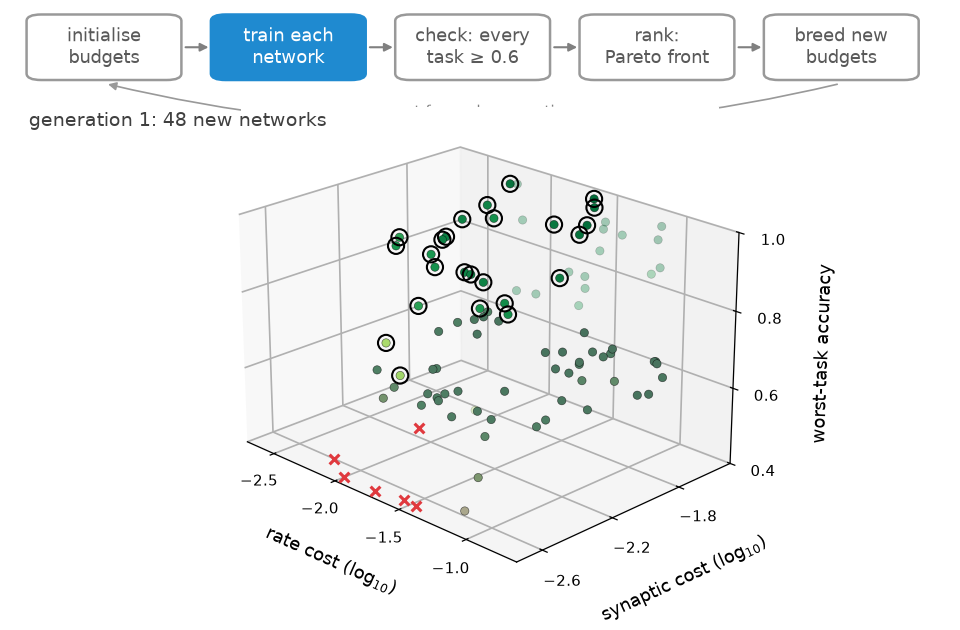 initialise
budgets
train each
network
check: every
task ≥ 0.6
rank:
Pareto front
breed new
budgets
generation 1: 48 new networks
1.0
0.8
0.6
0.4
worst-task accuracy
−2.5
−2.0
−1.5
−1.0
rate cost (log₁₀)
−1.8
−2.2
−2.6
synaptic cost (log₁₀)